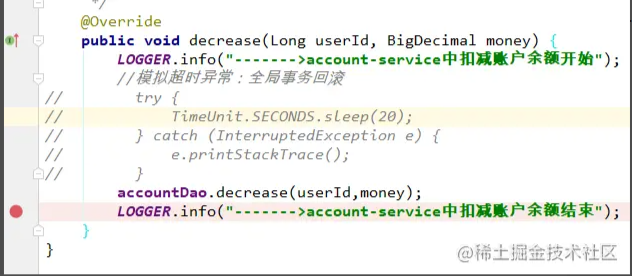 */
@Override
public void decrease(Long userId, BigDecimal money) {
LOGGER.info("------->account-service中扣减账户余额开始");
//模拟超时异常：全局事务回滚
// try {
// TimeUnit.SECONDS.sleep(20);
// } catch (InterruptedException e) {
// e.printStackTrace();
// }
accountDao.decrease(userId,money);
LOGGER.info("------->account-service中扣减账户余额结束");
}
}
@稀土掘金技术社区